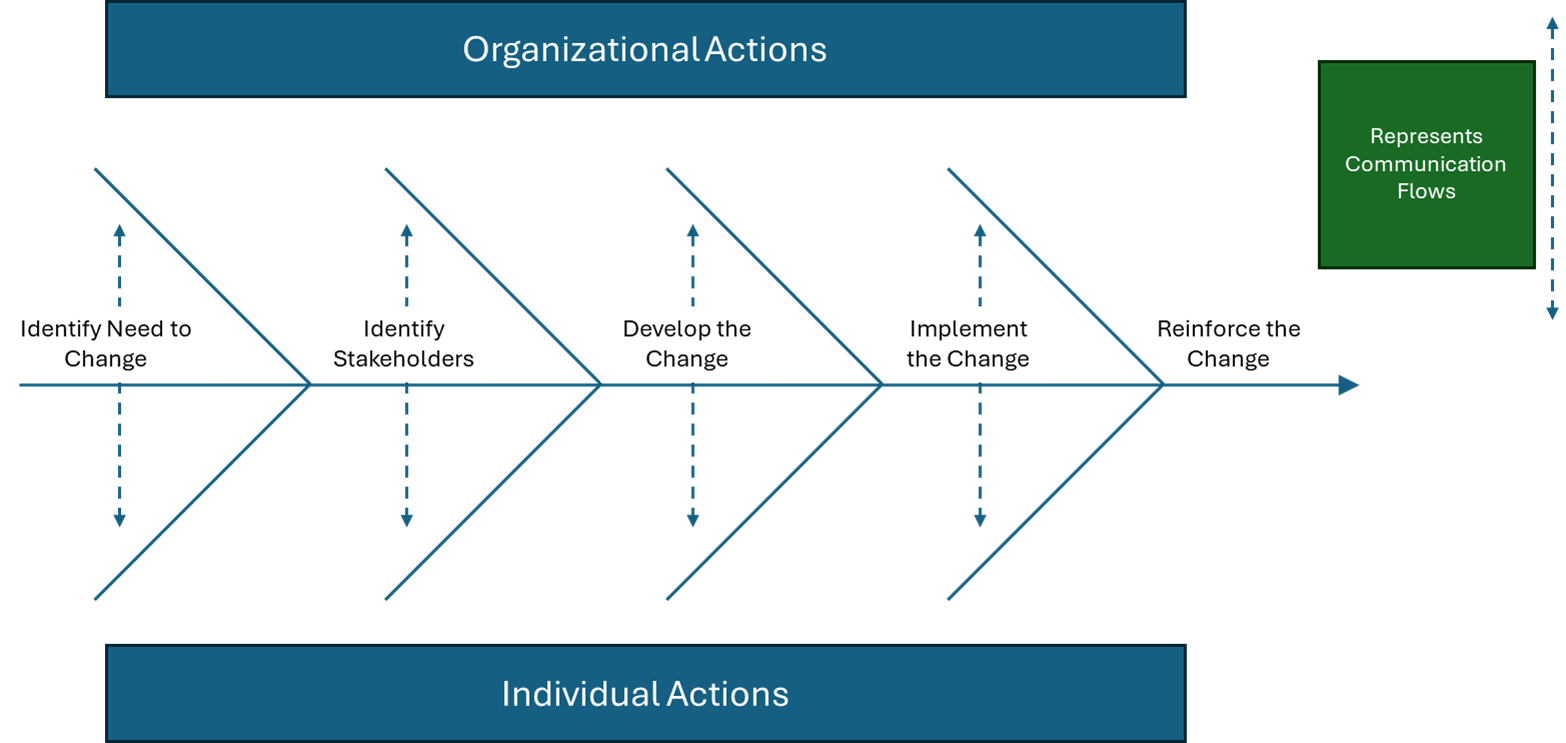 Organizational Actions
Represents
Communication
Flows
Identify Need to
Change
Identify
Stakeholders
Develop the
Change
Implement
the Change
Reinforce the
Change
Individual Actions